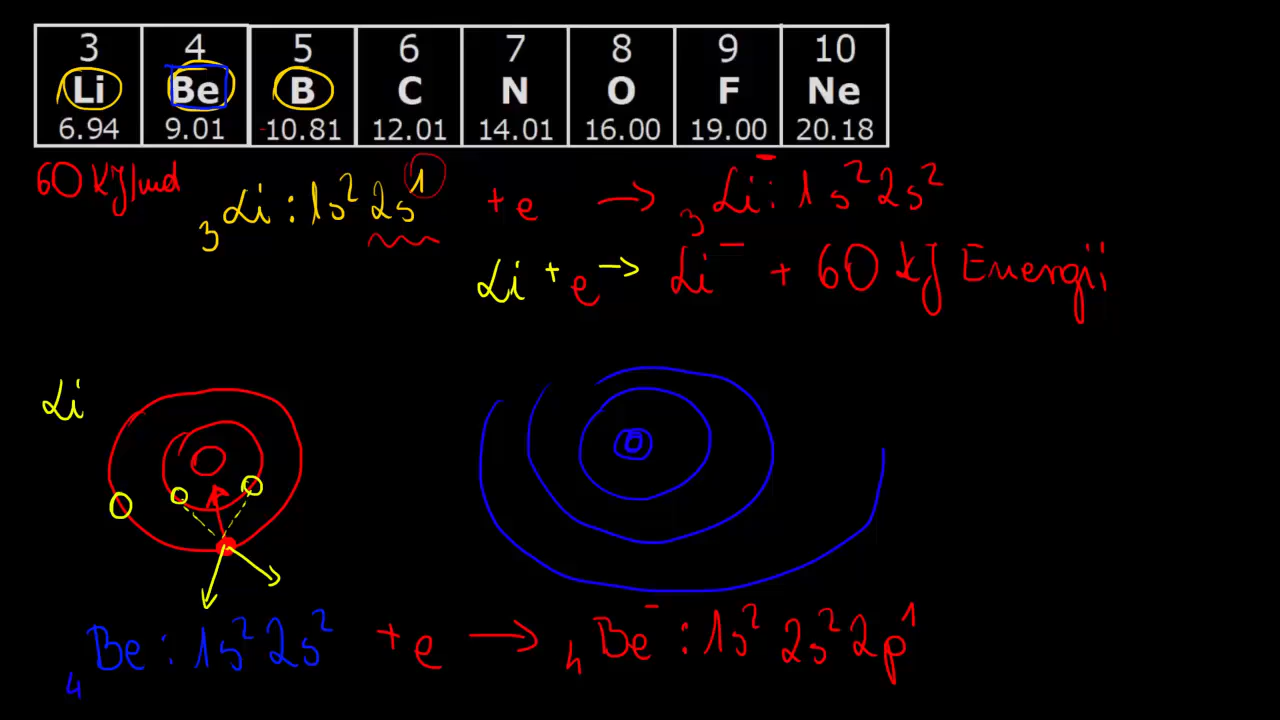 3 4 5 6 7 8 9 10
Li Be B C N O F Ne
6.94 9.01 10.81 12.01 14.01 16.00 19.00 20.18
60 kJ/mol ₃Li : 1s² 2s¹ + e → ₃Li⁻ : 1s² 2s²
Li + e → Li⁻ + 60 kJ Energii
Li
₄Be : 1s² 2s² + e → ₄Be⁻ : 1s² 2s² 2p¹